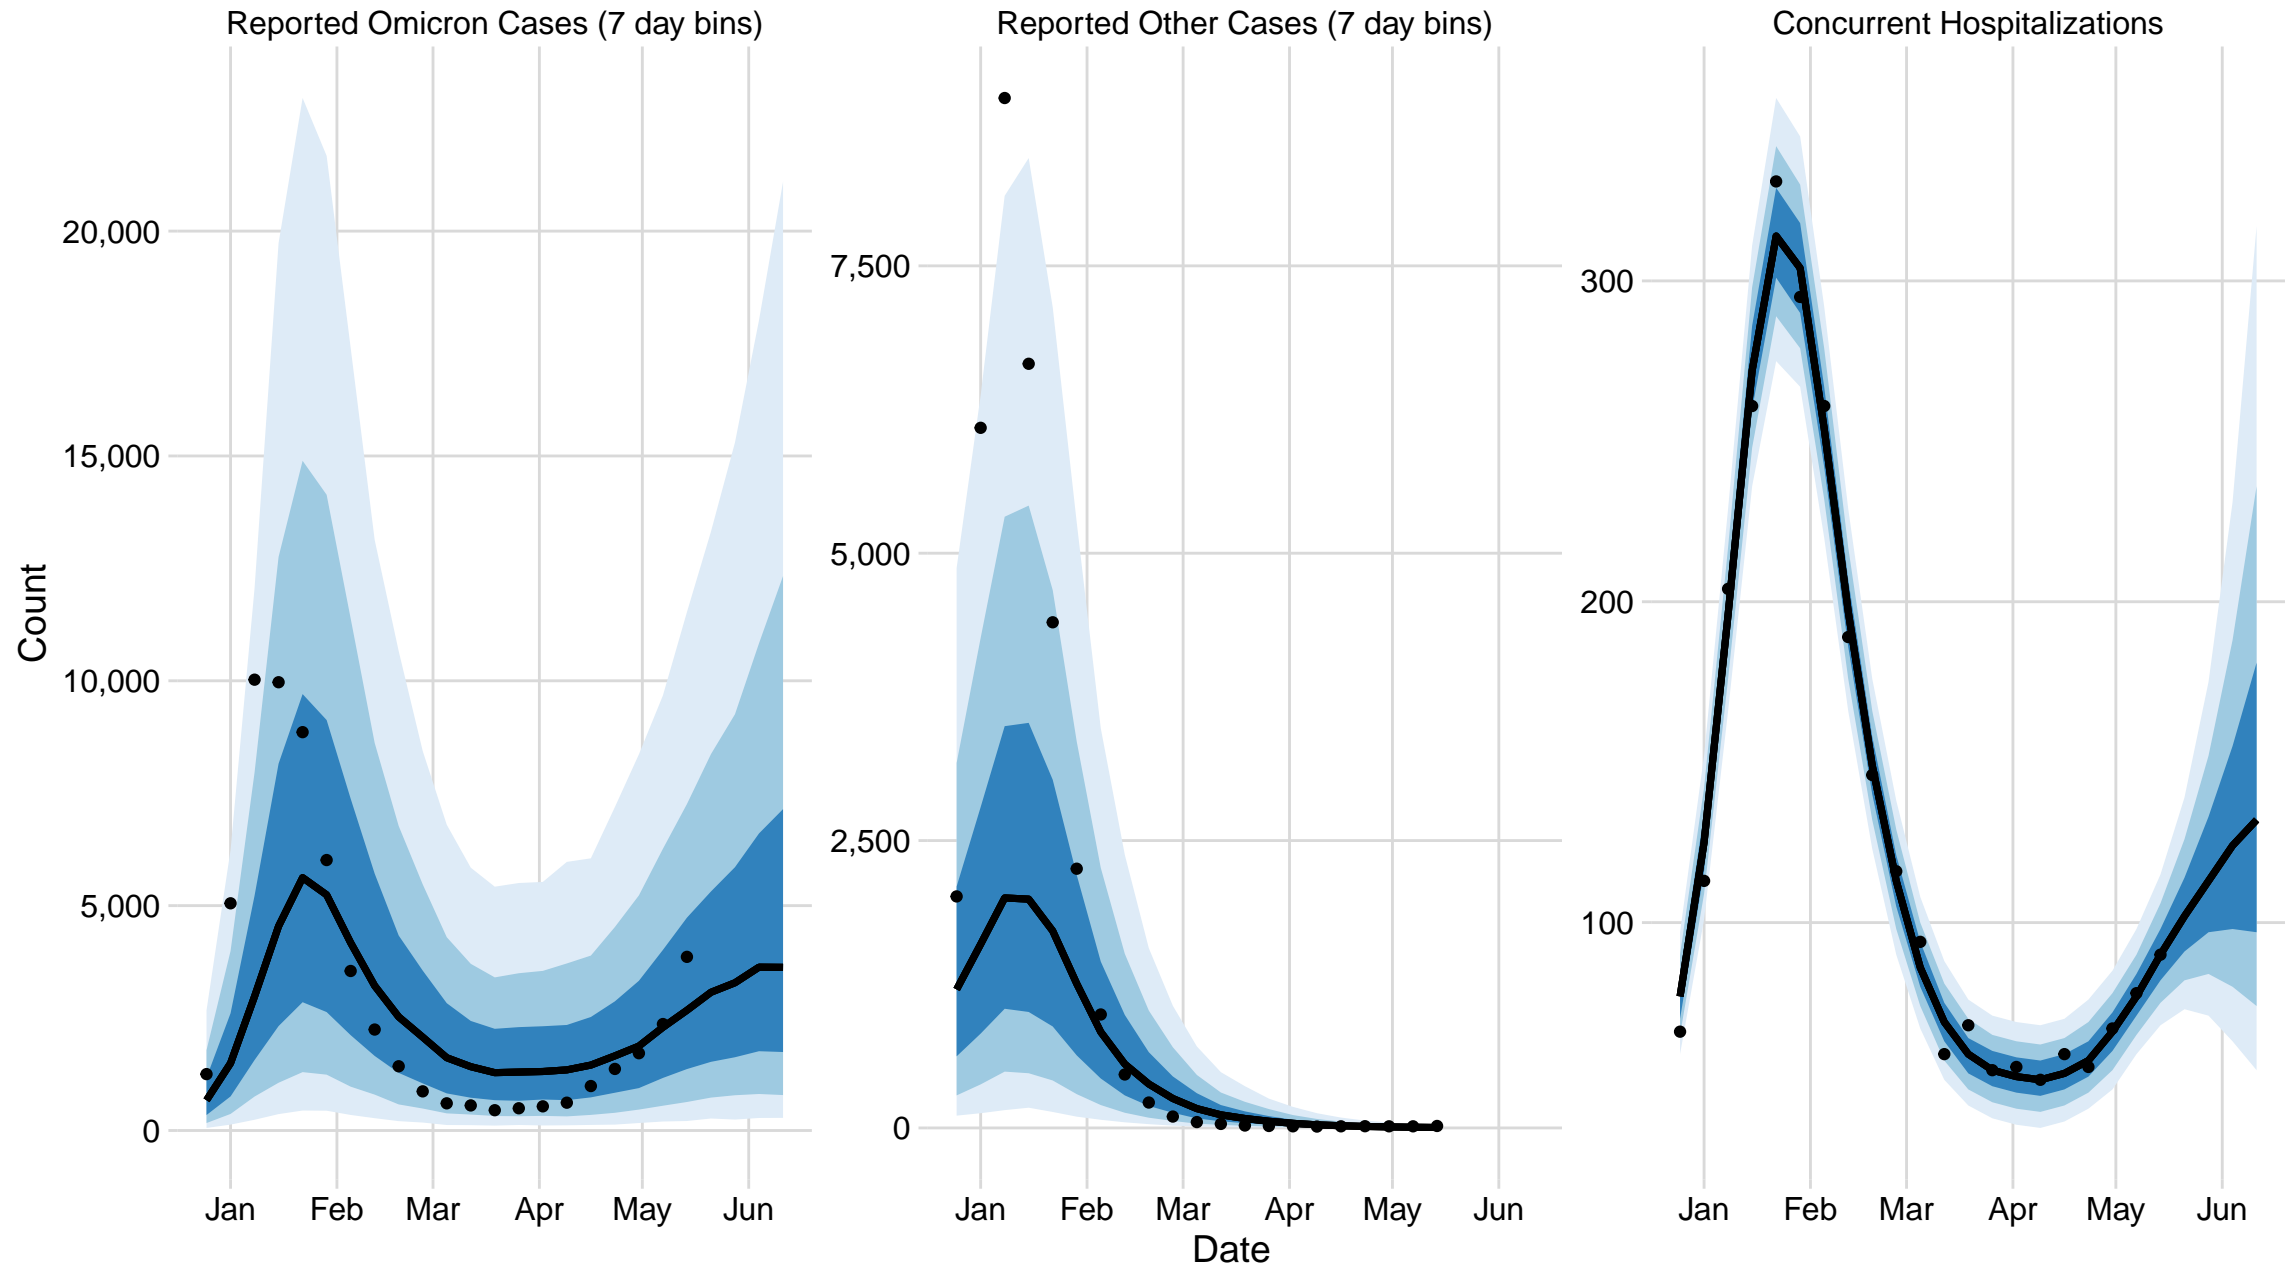 Reported Omicron Cases (7 day bins)
Reported Other Cases (7 day bins)
Concurrent Hospitalizations
Count
20,000
15,000
10,000
5,000
0
7,500
5,000
2,500
0
300
200
100
Jan Feb Mar Apr May Jun
Jan Feb Mar Apr May Jun
Jan Feb Mar Apr May Jun
Date